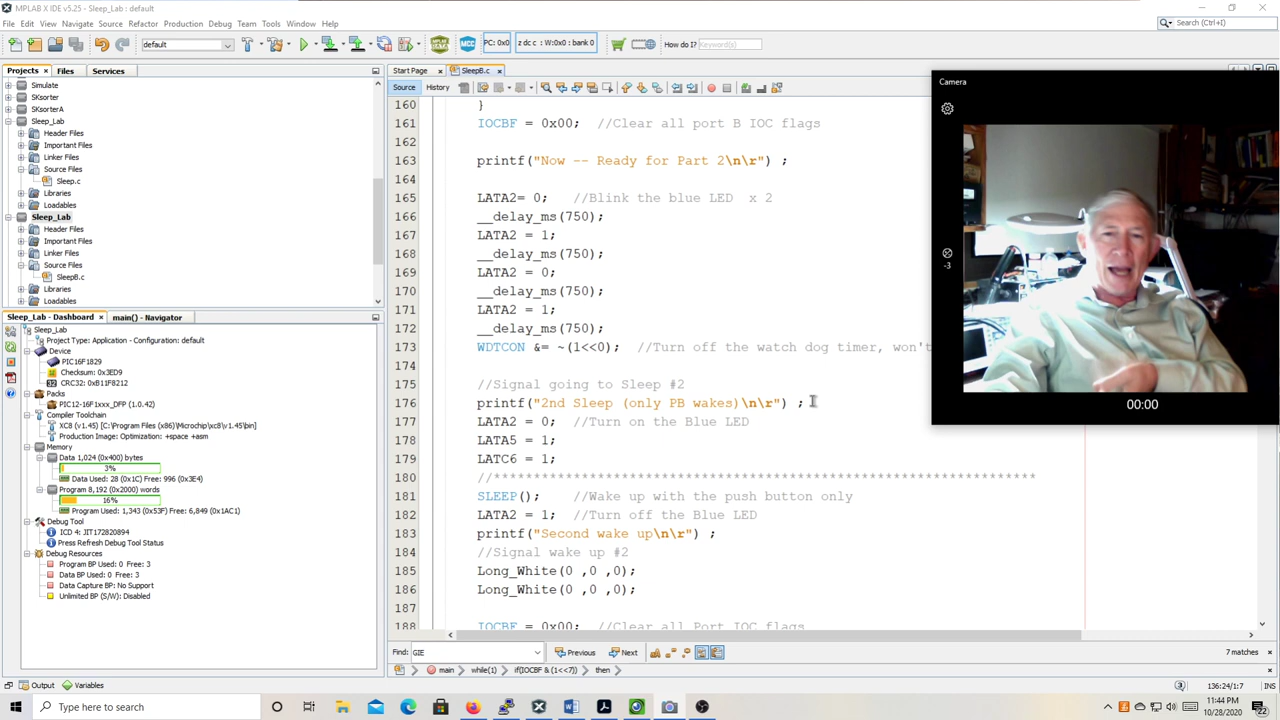 MPLAB X IDE v5.25 - Sleep_Lab : default
File Edit View Navigate Source Refactor Production Debug Team Tools Window Help
Search (Ctrl+I)
default
PC: 0x0
z dc c : W:0x0 : bank 0
How do I?
Keyword(s)
Projects
Files
Services
Simulate
SKsorter
SKsorterA
Sleep_Lab
Header Files
Important Files
Linker Files
Source Files
Sleep.c
Libraries
Loadables
Sleep_Lab
Header Files
Important Files
Linker Files
Source Files
SleepB.c
Libraries
Loadables
Sleep_Lab - Dashboard
main() - Navigator
Sleep_Lab
Project Type: Application - Configuration: default
Device
PIC16F1829
Checksum: 0x3ED9
CRC32: 0xB11F8212
Packs
PIC12-16F1xxx_DFP (1.0.42)
Compiler Toolchain
XC8 (v1.45) [C:\Program Files (x86)\Microchip\xc8\v1.45\bin]
Production Image: Optimization: +space +asm
Memory
Data 1,024 (0x400) bytes
3%
Data Used: 28 (0x1C) Free: 996 (0x3E4)
Program 8,192 (0x2000) words
16%
Program Used: 1,343 (0x53F) Free: 6,849 (0x1AC1)
Debug Tool
ICD 4: JIT172820894
Press Refresh Debug Tool Status
Debug Resources
Program BP Used: 0 Free: 3
Data BP Used: 0 Free: 3
Data Capture BP: No Support
Unlimited BP (S/W): Disabled
Start Page
SleepB.c
Source
History
160 }
161 IOCBF = 0x00; //Clear all port B IOC flags
162
163 printf("Now -- Ready for Part 2\n\r") ;
164
165 LATA2= 0; //Blink the blue LED x 2
166 __delay_ms(750);
167 LATA2 = 1;
168 __delay_ms(750);
169 LATA2 = 0;
170 __delay_ms(750);
171 LATA2 = 1;
172 __delay_ms(750);
173 WDTCON &= ~(1<<0); //Turn off the watch dog timer, won't
174
175 //Signal going to Sleep #2
176 printf("2nd Sleep (only PB wakes)\n\r") ;
177 LATA2 = 0; //Turn on the Blue LED
178 LATA5 = 1;
179 LATC6 = 1;
180 //*******************************************************************
181 SLEEP(); //Wake up with the push button only
182 LATA2 = 1; //Turn off the Blue LED
183 printf("Second wake up\n\r") ;
184 //Signal wake up #2
185 Long_White(0 ,0 ,0);
186 Long_White(0 ,0 ,0);
187
188 IOCBF = 0x00; //Clear all Port IOC flags
Camera
-3
00:00
Find: GIE
Previous
Next
7 matches
main
while(1)
if(IOCBF & (1<<7))
then
Output
Variables
136:24/1:7
INS
Type here to search
11:44 PM
10/28/2020
22